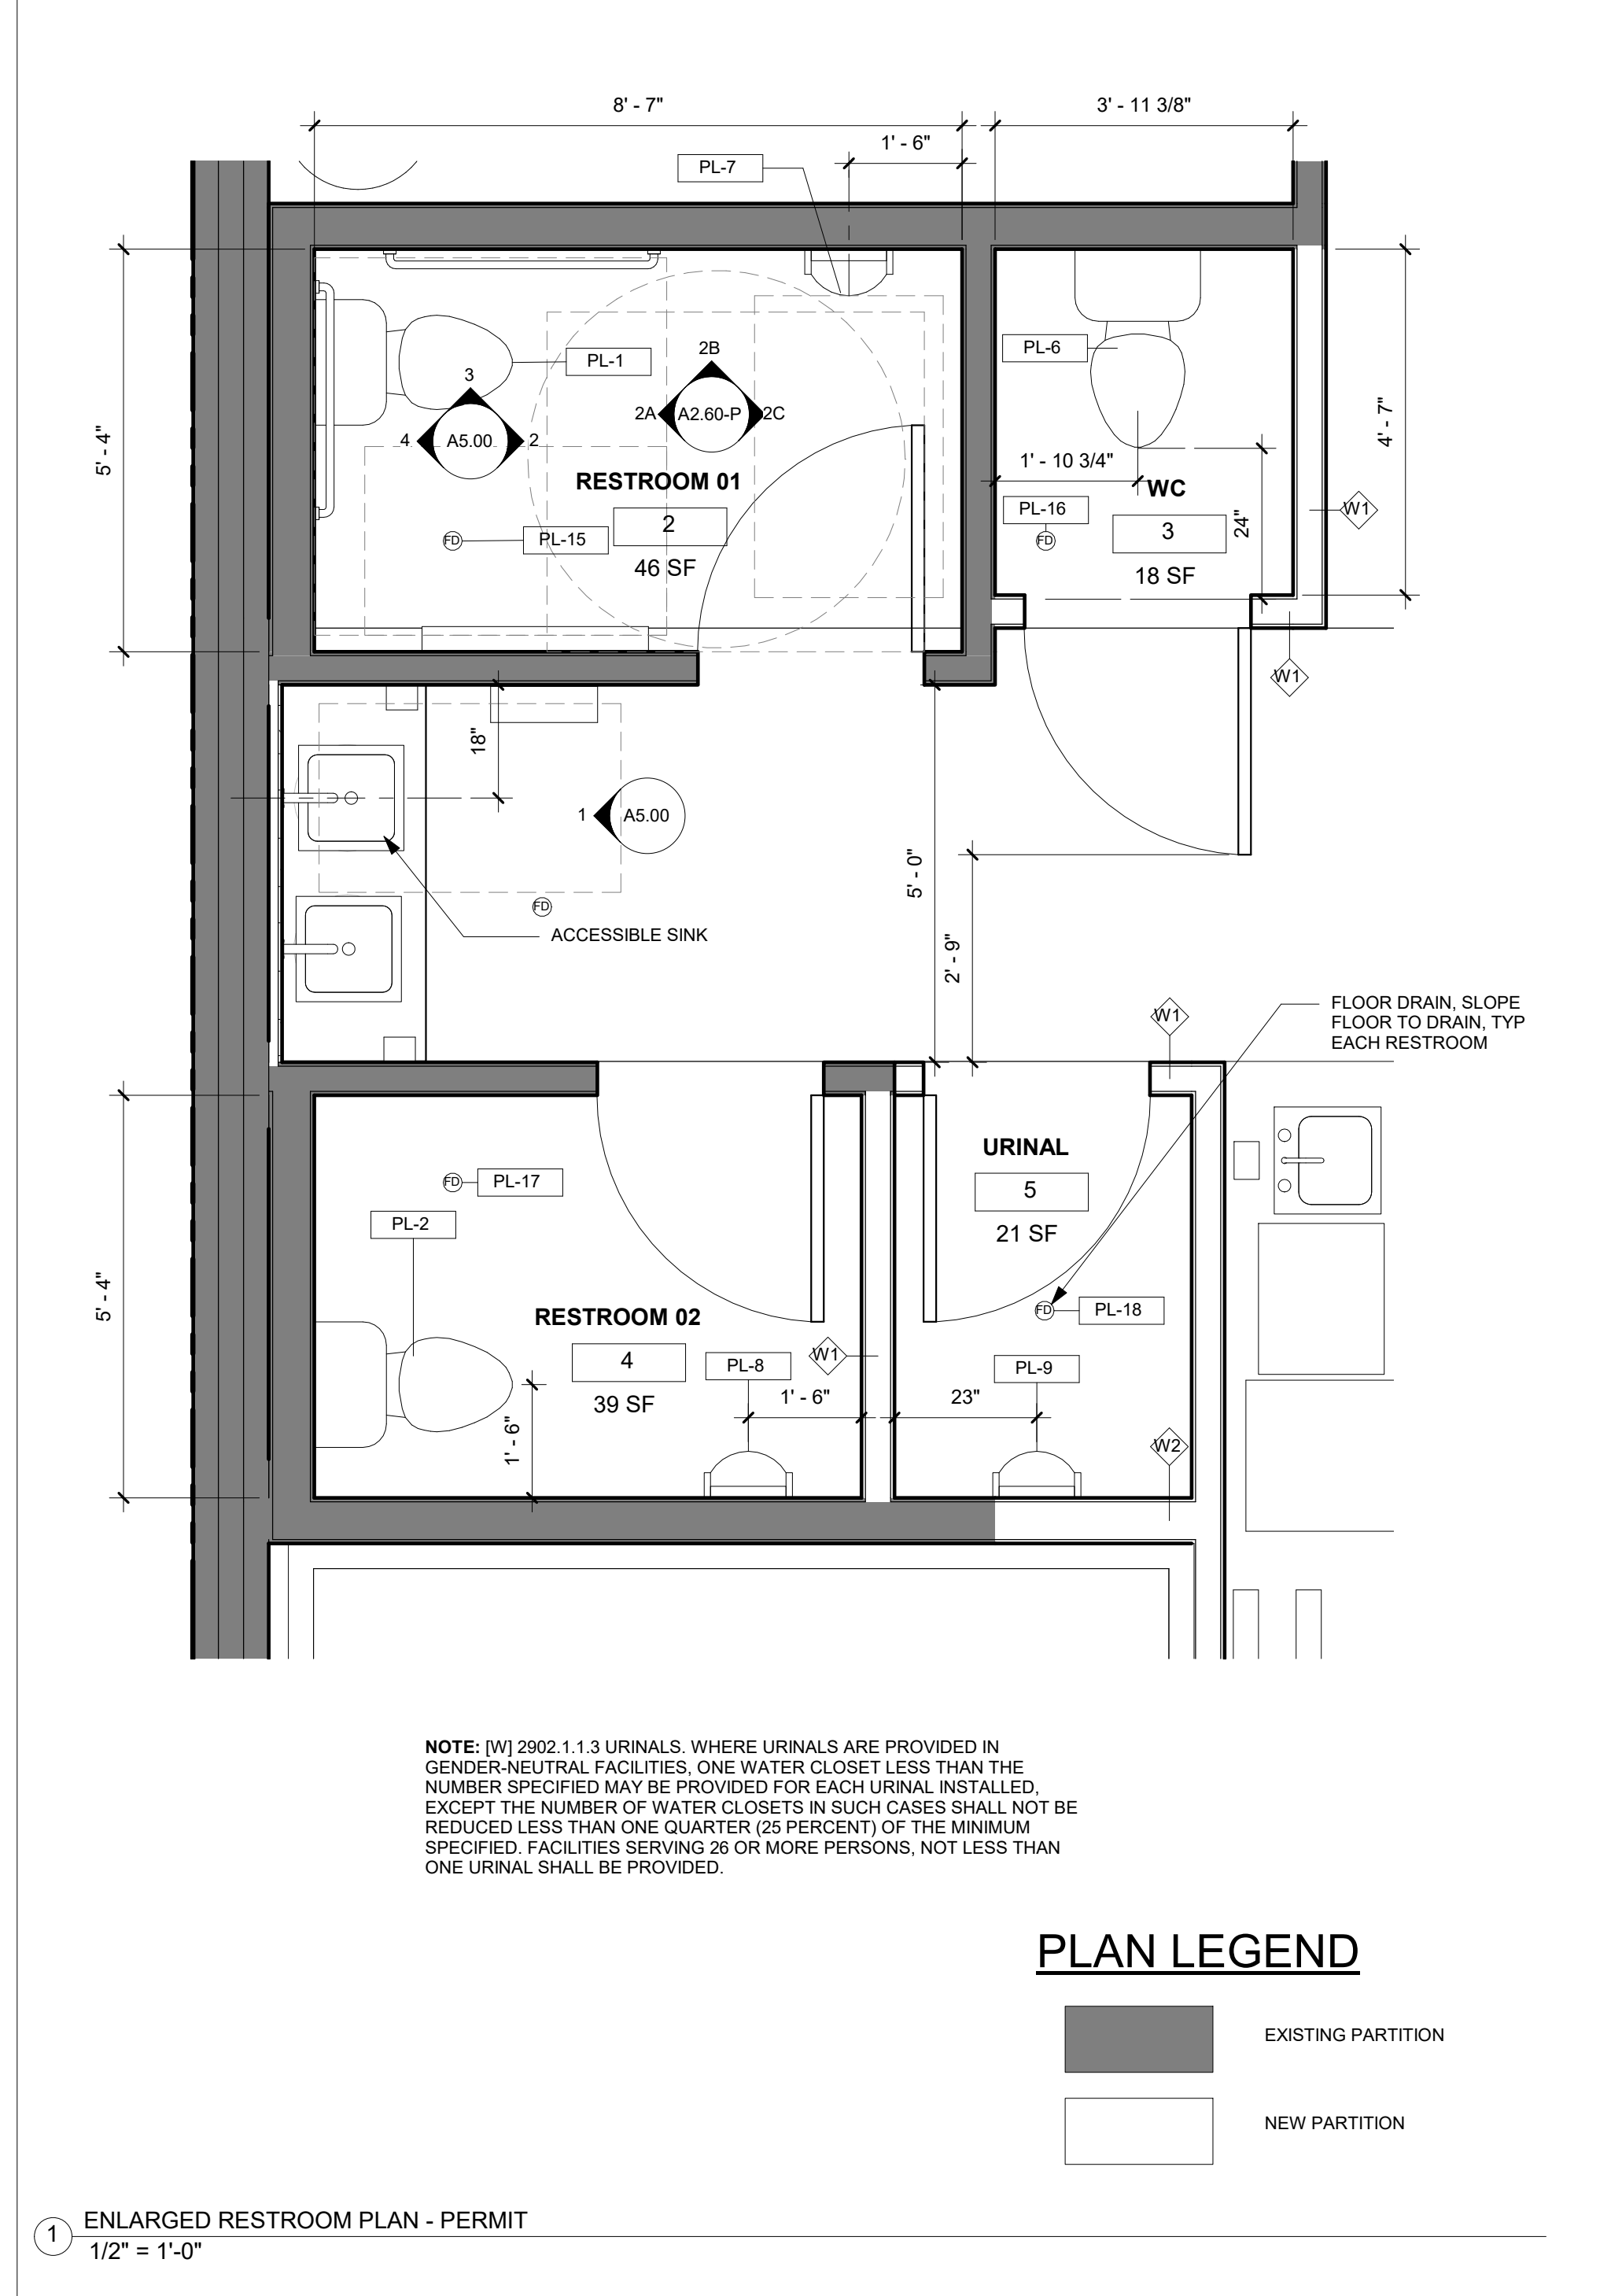 8' - 7"
3' - 11 3/8"
1' - 6"
PL-7
5' - 4"
PL-1
3
4
A5.00
2
2B
2A
A2.60-P
2C
RESTROOM 01
2
46 SF
FD
PL-15
PL-6
1' - 10 3/4"
WC
PL-16
3
18 SF
FD
24"
4' - 7"
W1
W1
18"
1
A5.00
FD
ACCESSIBLE SINK
5' - 0"
2' - 9"
W1
FLOOR DRAIN, SLOPE
FLOOR TO DRAIN, TYP
EACH RESTROOM
5' - 4"
FD
PL-17
PL-2
RESTROOM 02
4
39 SF
1' - 6"
PL-8
1' - 6"
W1
URINAL
5
21 SF
FD
PL-18
PL-9
23"
W2
NOTE: [W] 2902.1.1.3 URINALS. WHERE URINALS ARE PROVIDED IN
GENDER-NEUTRAL FACILITIES, ONE WATER CLOSET LESS THAN THE
NUMBER SPECIFIED MAY BE PROVIDED FOR EACH URINAL INSTALLED,
EXCEPT THE NUMBER OF WATER CLOSETS IN SUCH CASES SHALL NOT BE
REDUCED LESS THAN ONE QUARTER (25 PERCENT) OF THE MINIMUM
SPECIFIED. FACILITIES SERVING 26 OR MORE PERSONS, NOT LESS THAN
ONE URINAL SHALL BE PROVIDED.
PLAN LEGEND
EXISTING PARTITION
NEW PARTITION
1
ENLARGED RESTROOM PLAN - PERMIT
1/2" = 1'-0"